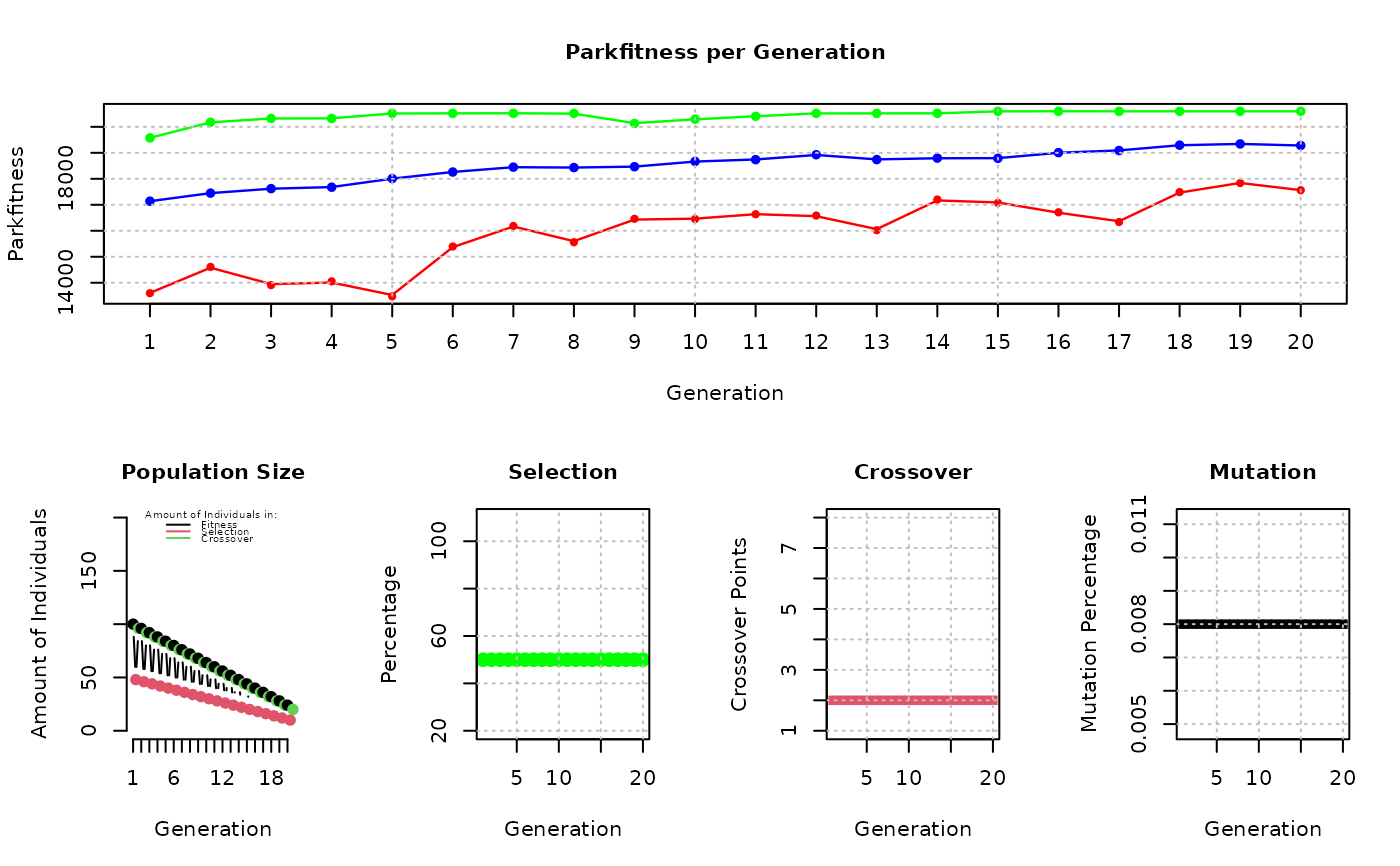 Parkfitness per Generation
Parkfitness
14000 18000
1 2 3 4 5 6 7 8 9 10 11 12 13 14 15 16 17 18 19 20
Generation
Population Size
Amount of Individuals
0 50 150
Amount of Individuals in:
Fitness
Selection
Crossover
1 6 12 18
Generation
Selection
Percentage
20 60 100
5 10 20
Generation
Crossover
Crossover Points
1 3 5 7
5 10 20
Generation
Mutation
Mutation Percentage
0.005 0.008 0.011
5 10 20
Generation